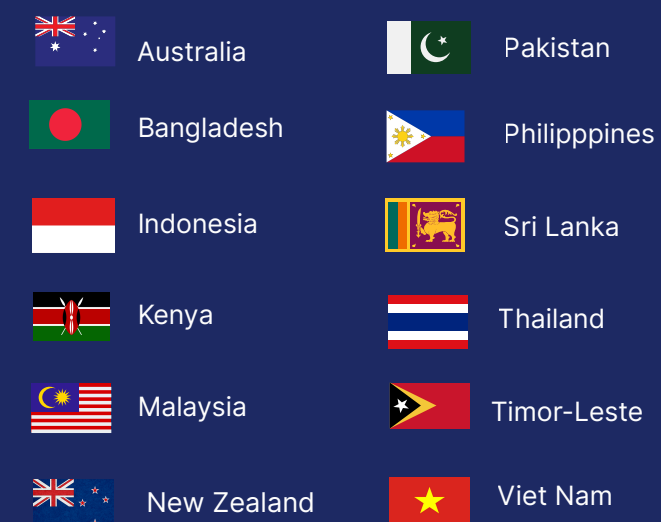 Australia
Bangladesh
Indonesia
Kenya
Malaysia
New Zealand
Pakistan
Philipppines
Sri Lanka
Thailand
Timor-Leste
Viet Nam